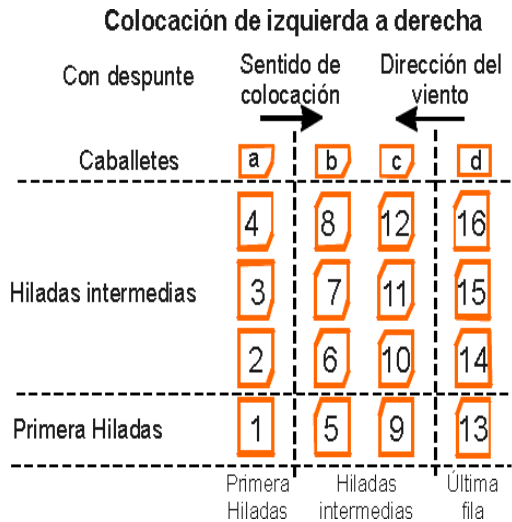 Colocación de izquierda a derecha
Con despunte
Sentido de
colocación
Dirección del
viento
Caballetes a b c d
4 8 12 16
Hiladas intermedias 3 7 11 15
2 6 10 14
Primera Hiladas 1 5 9 13
Primera
Hiladas
Hiladas
intermedias
Última
fila